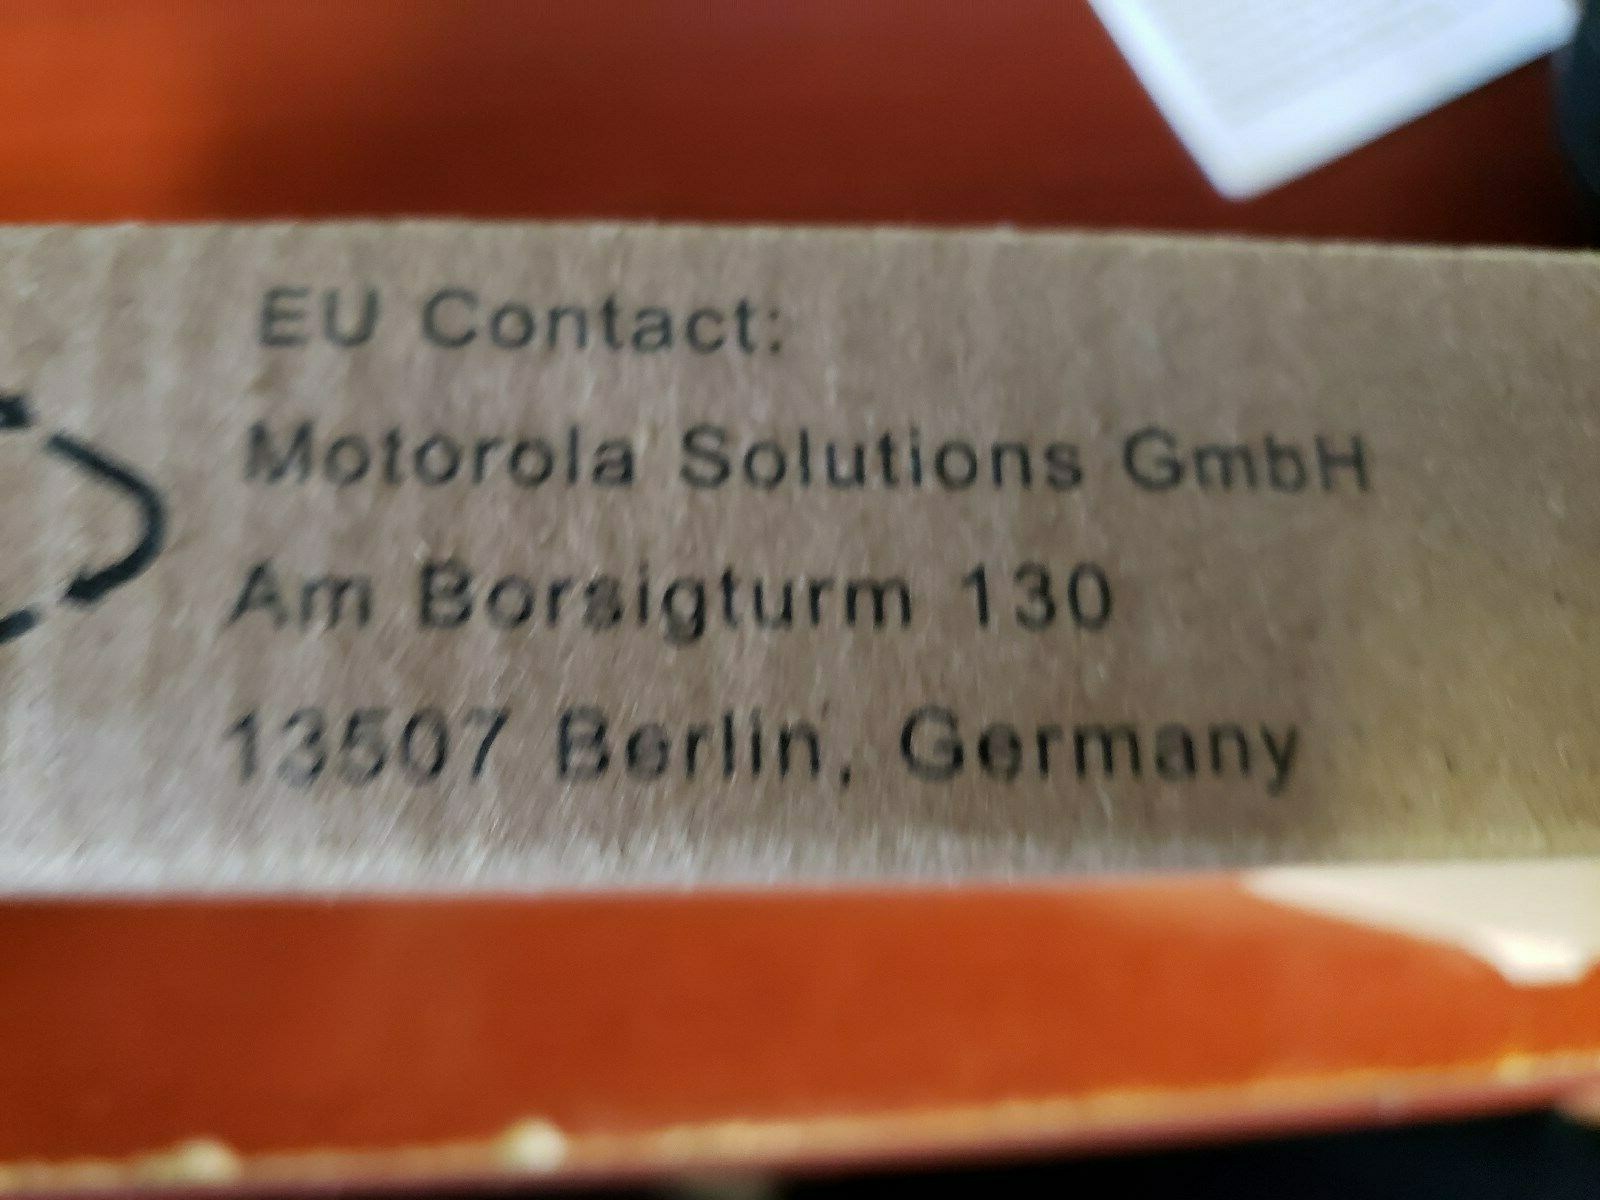 EU Contact:
Motorola Solutions GmbH
Am Borsigturm 130
13507 Berlin, Germany